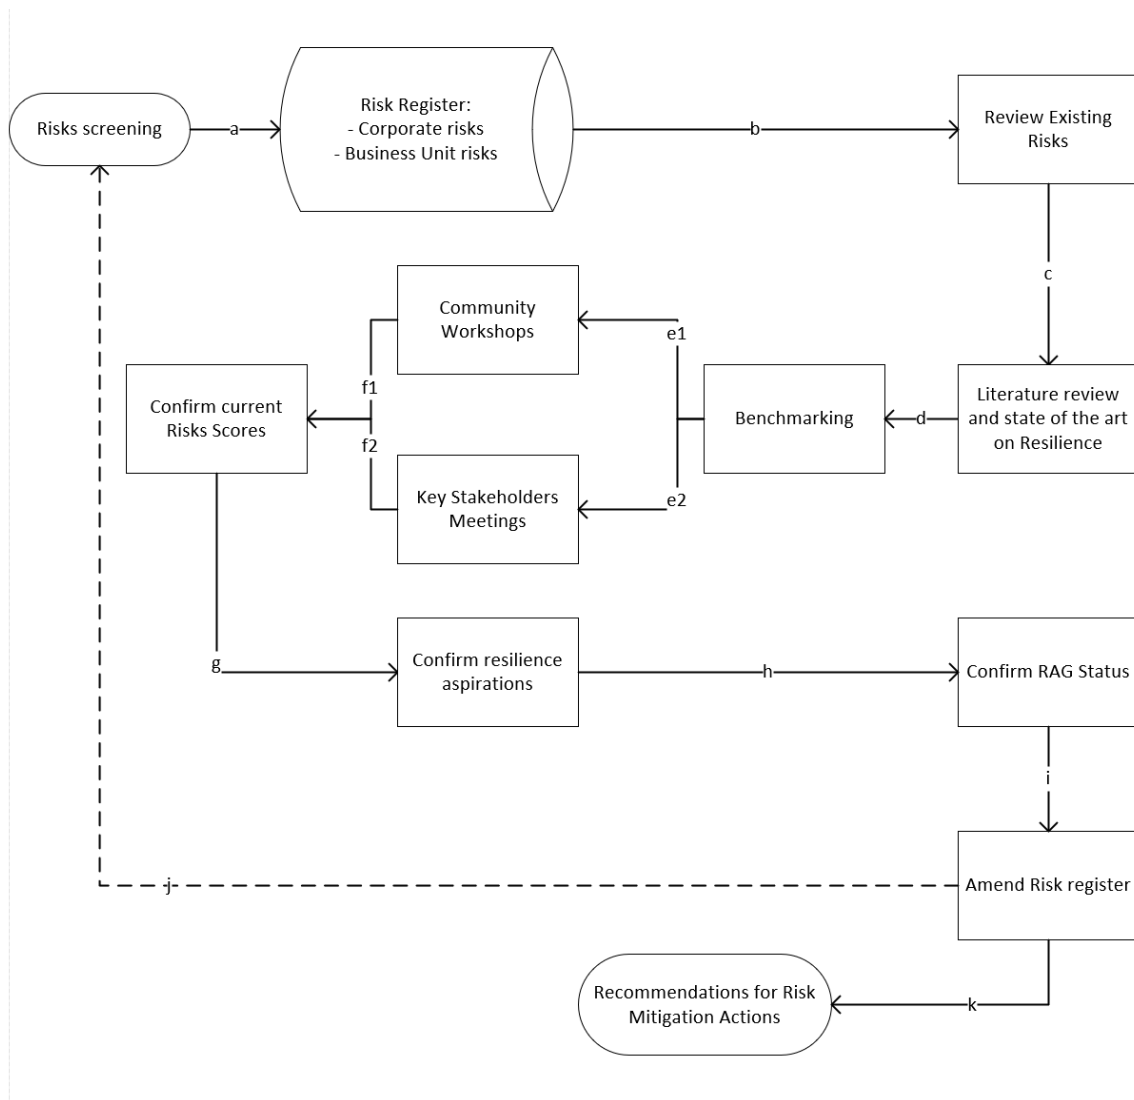 Risks screening
a
Risk Register:
- Corporate risks
- Business Unit risks
b
Review Existing
Risks
c
Community
Workshops
e1
f1
Confirm current
Risks Scores
Benchmarking
d
Literature review
and state of the art
on Resilience
f2
Key Stakeholders
Meetings
e2
g
Confirm resilience
aspirations
h
Confirm RAG Status
i
j
Amend Risk register
Recommendations for Risk
Mitigation Actions
k